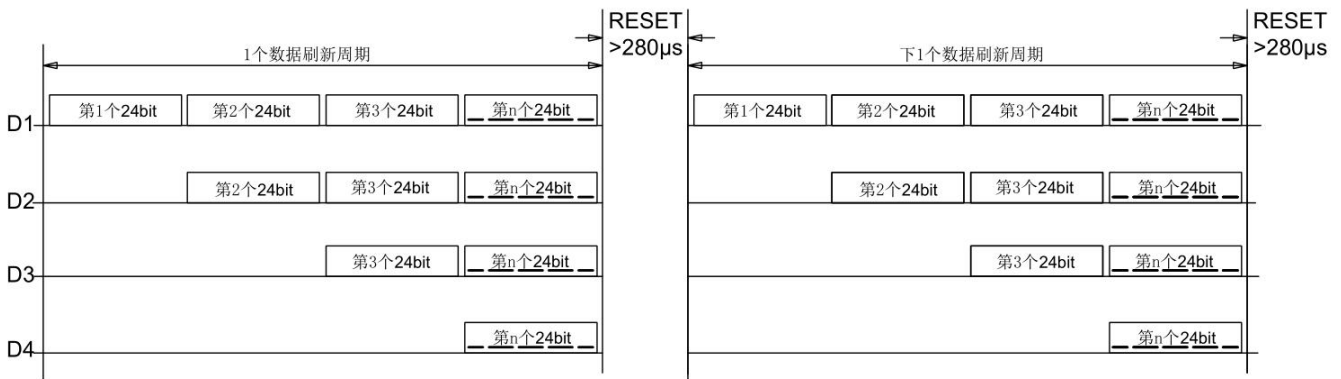 RESET
>280μs
RESET
>280μs
1个数据刷新周期
下1个数据刷新周期
D1
第1个24bit
第2个24bit
第3个24bit
第n个24bit
第1个24bit
第2个24bit
第3个24bit
第n个24bit
D2
第2个24bit
第3个24bit
第n个24bit
第2个24bit
第3个24bit
第n个24bit
D3
第3个24bit
第n个24bit
第3个24bit
第n个24bit
D4
第n个24bit
第n个24bit